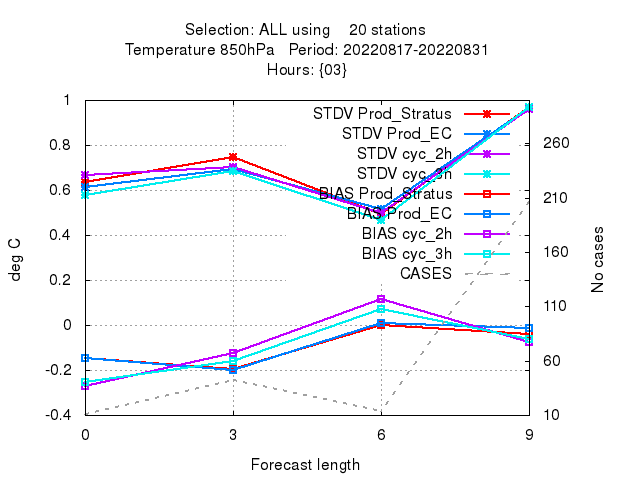 Selection: ALL using 20 stations
Temperature 850hPa Period: 20220817-20220831
Hours: {03}
1
0.8
0.6
0.4
0.2
0
-0.2
-0.4
deg C
STDV Prod_Stratus
STDV Prod_EC
STDV cyc_2h
STDV cyc_3h
BIAS Prod_Stratus
BIAS Prod_EC
BIAS cyc_2h
BIAS cyc_3h
CASES
260
210
160
110
60
10
No cases
0 3 6 9
Forecast length